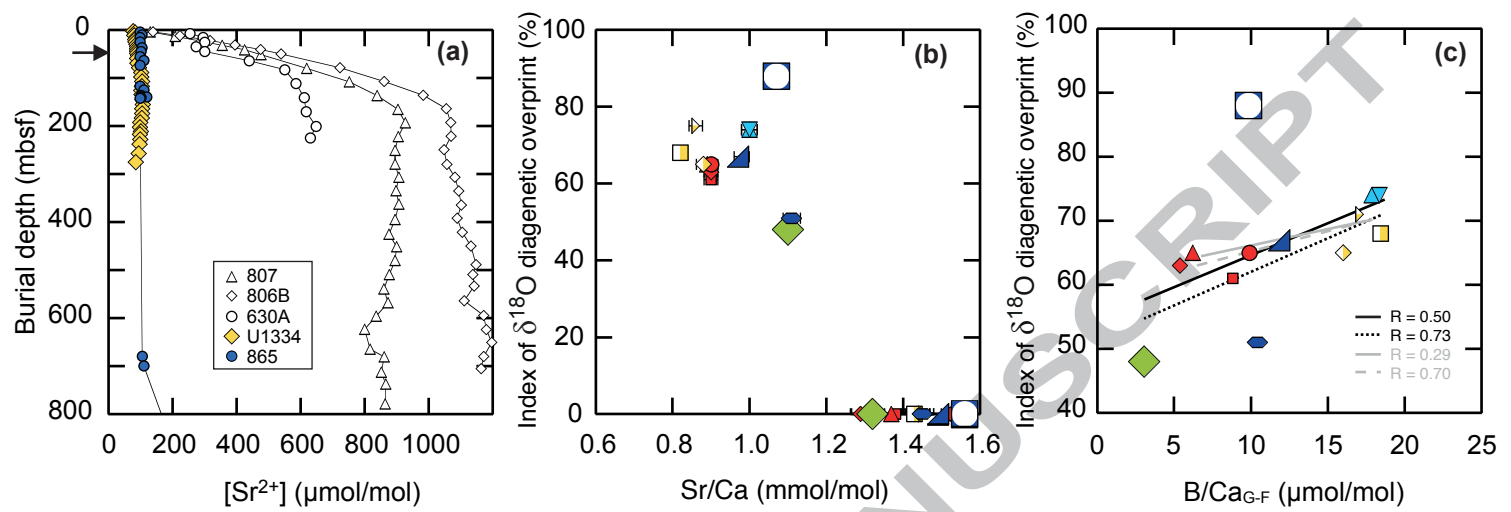 (a)
0
200
400
600
800
Burial depth (mbsf)
807
806B
630A
U1334
865
0 200 400 600 800 1000
[Sr²⁺] (µmol/mol)
(b)
100
80
60
40
20
0
Index of δ¹⁸O diagenetic overprint (%)
0.6 0.8 1.0 1.2 1.4 1.6
Sr/Ca (mmol/mol)
(c)
100
90
80
70
60
50
40
Index of δ¹⁸O diagenetic overprint (%)
R = 0.50
R = 0.73
R = 0.29
R = 0.70
0 5 10 15 20 25
B/Ca_G-F (µmol/mol)
NUSCRIPT